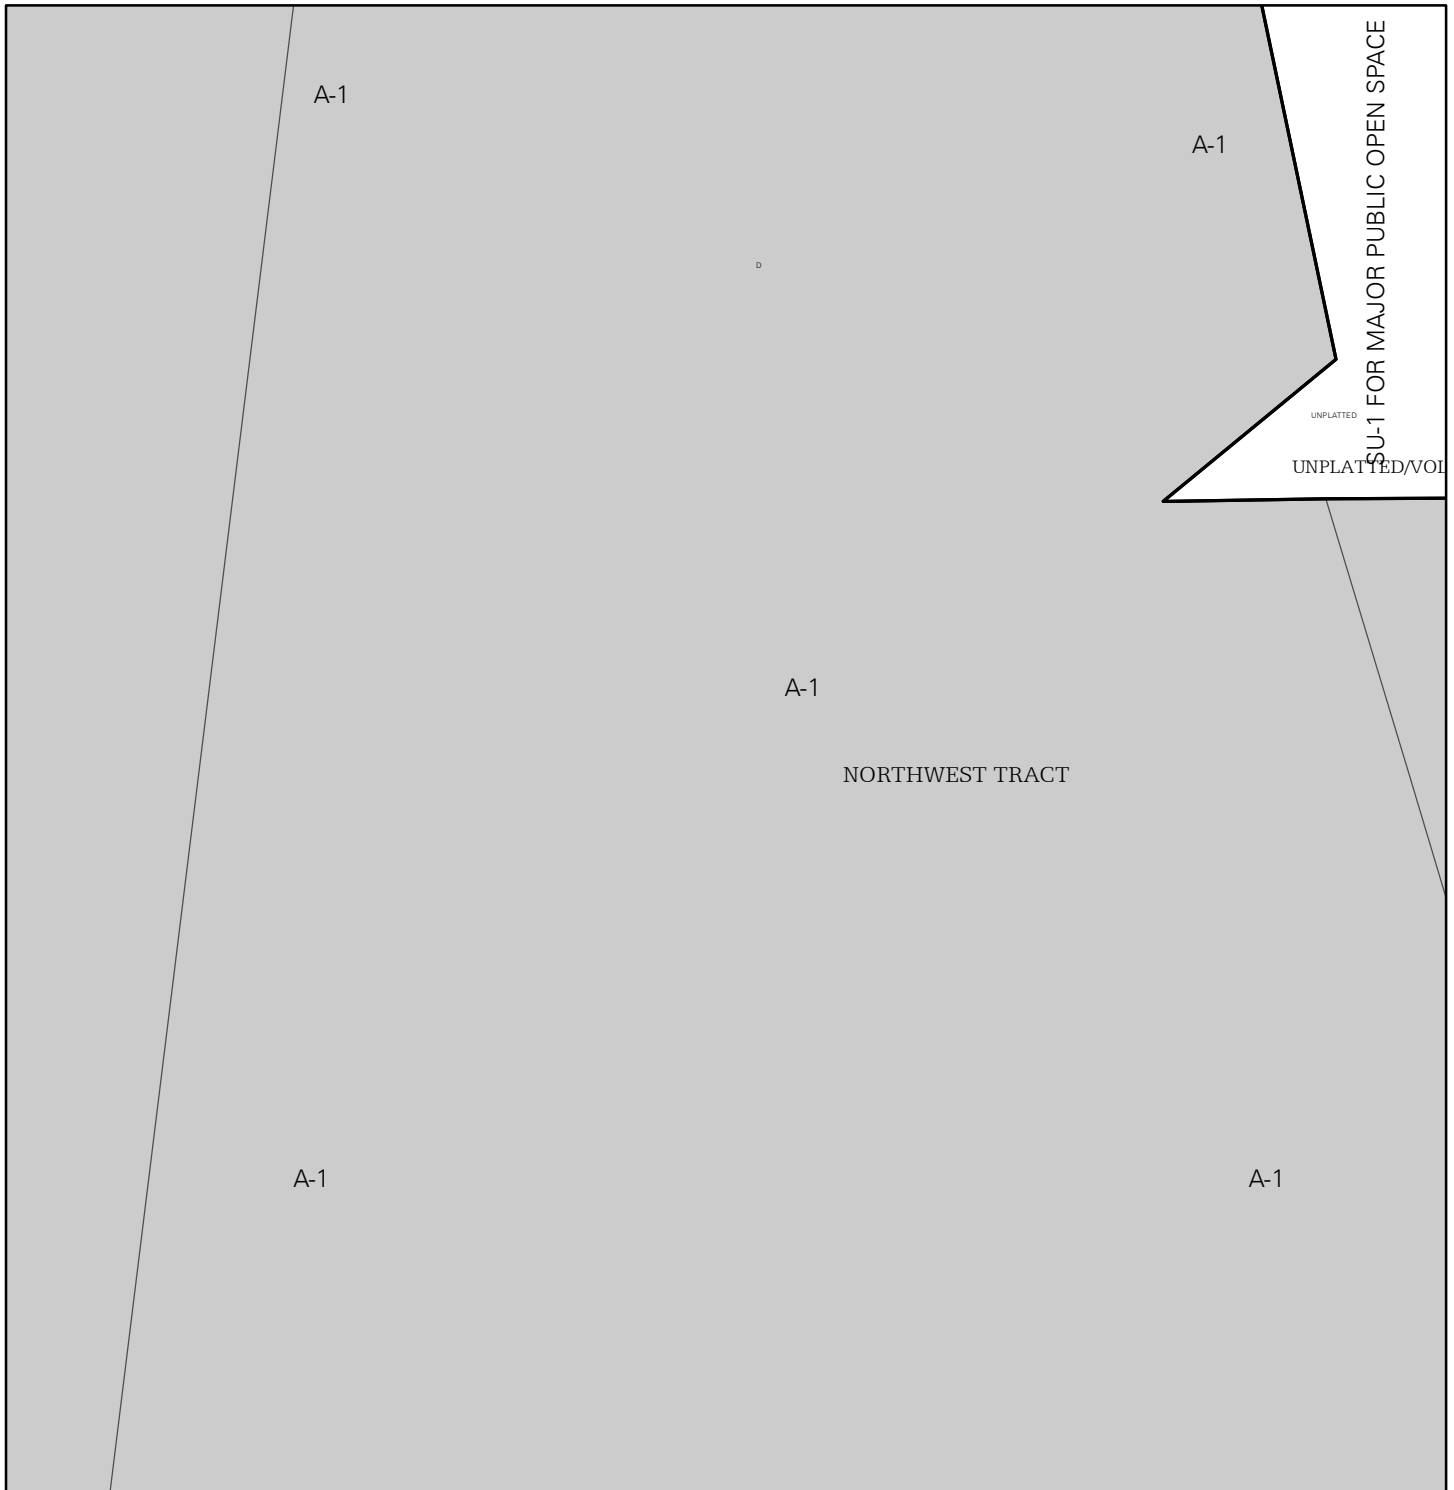 A-1
A-1
SU-1 FOR MAJOR PUBLIC OPEN SPACE
D
UNPLATTED
UNPLATTED/VOL
A-1
NORTHWEST TRACT
A-1
A-1